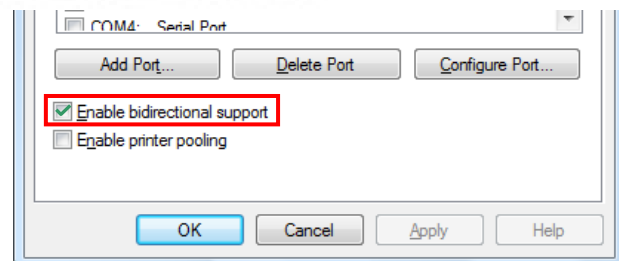 COM4: Serial Port
Add Port... Delete Port Configure Port...
Enable bidirectional support
Enable printer pooling
OK Cancel Apply Help